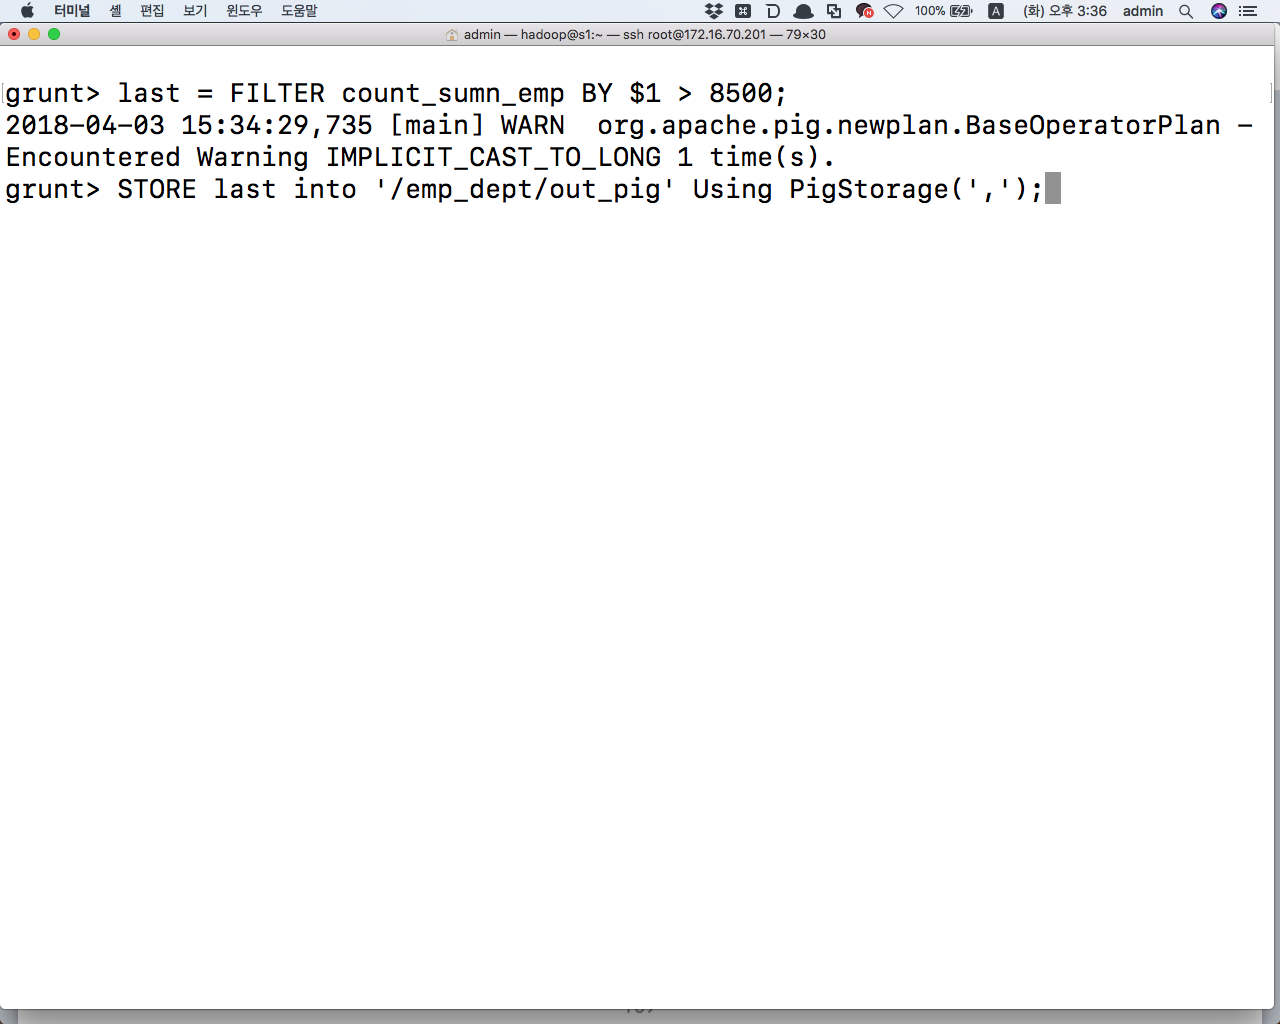 터미널 셸 편집 보기 윈도우 도움말 100% A (화) 오후 3:36 admin
admin — hadoop@s1:~ — ssh root@172.16.70.201 — 79×30
grunt> last = FILTER count_sumn_emp BY $1 > 8500;
2018-04-03 15:34:29,735 [main] WARN  org.apache.pig.newplan.BaseOperatorPlan -
Encountered Warning IMPLICIT_CAST_TO_LONG 1 time(s).
grunt> STORE last into '/emp_dept/out_pig' Using PigStorage(',');